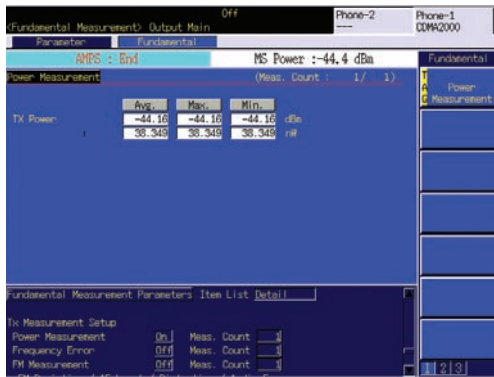 Off
Phone-2
Phone-1
<Fundamental Measurement> Output Main
---
CDMA2000
Parameter
Fundamental
AMPS : End
MS Power :-44.4 dBm
Fundamental
Power Measurement
(Meas. Count : 1/ 1)
TAG
Power
Measurement
Avg. Max. Min.
TX Power -44.16 -44.16 -44.16 dBm
: 38.349 38.349 38.349 nW
Fundamental Measurement Parameters Item List Detail
Tx Measurement Setup
Power Measurement On Meas. Count 1
Frequency Error Off Meas. Count 1
FM Measurement Off Meas. Count 1
1 2 3